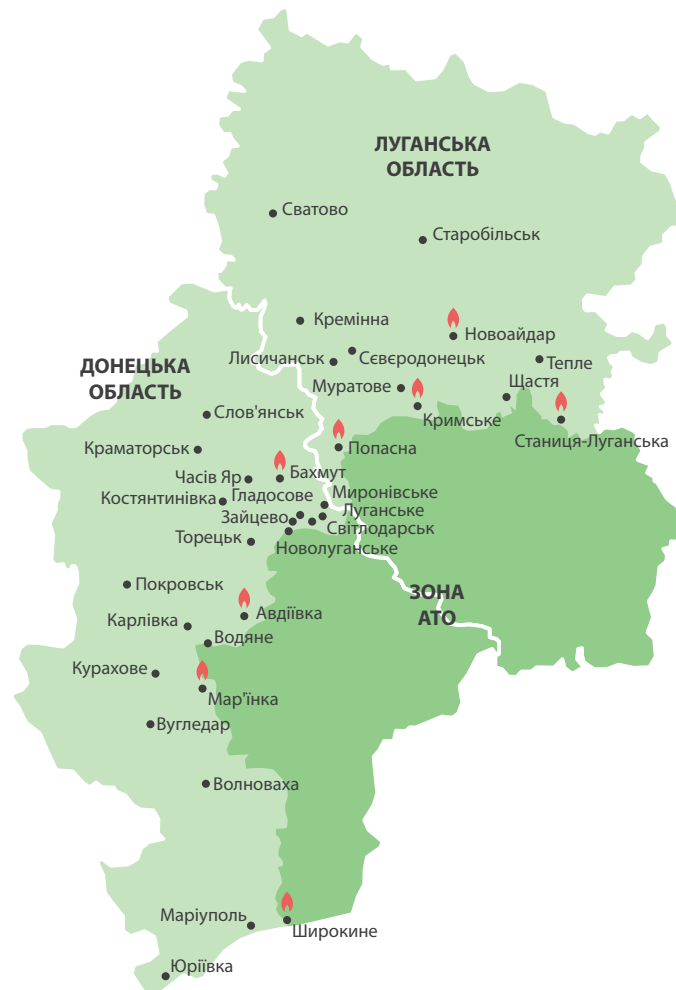 ЛУГАНСЬКА
ОБЛАСТЬ
Сватово
Старобільськ
Кремінна
Новоайдар
Лисичанськ
Сєвєродонецьк
Тепле
ДОНЕЦЬКА
ОБЛАСТЬ
Муратове
Щастя
Слов'янськ
Кримське
Станиця-Луганська
Краматорськ
Попасна
Часів Яр
Бахмут
Костянтинівка
Гладосове
Миронівське
Зайцево
Луганське
Світлодарськ
Торецьк
Новолуганське
Покровськ
ЗОНА
АТО
Авдіївка
Карлівка
Водяне
Курахове
Мар'їнка
Вугледар
Волноваха
Маріуполь
Широкине
Юріївка